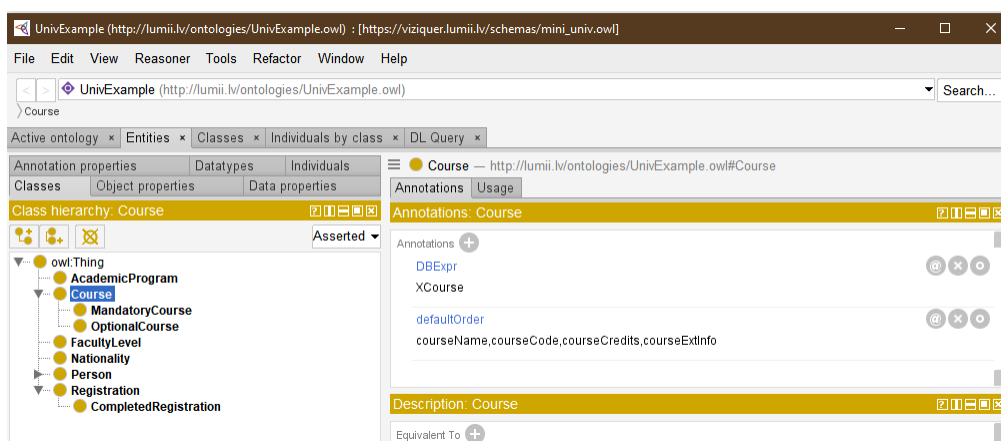 UnivExample (http://lumii.lv/ontologies/UnivExample.owl) : [https://viziquer.lumii.lv/schemas/mini_univ.owl]
File Edit View Reasoner Tools Refactor Window Help
< > UnivExample (http://lumii.lv/ontologies/UnivExample.owl) Search...
Course
Active ontology × Entities × Classes × Individuals by class × DL Query ×
Annotation properties Datatypes Individuals
Classes Object properties Data properties
Class hierarchy: Course
Asserted
owl:Thing
AcademicProgram
Course
MandatoryCourse
OptionalCourse
FacultyLevel
Nationality
Person
Registration
CompletedRegistration
Course — http://lumii.lv/ontologies/UnivExample.owl#Course
Annotations Usage
Annotations: Course
Annotations
DBExpr
XCourse
defaultOrder
courseName,courseCode,courseCredits,courseExtInfo
Description: Course
Equivalent To